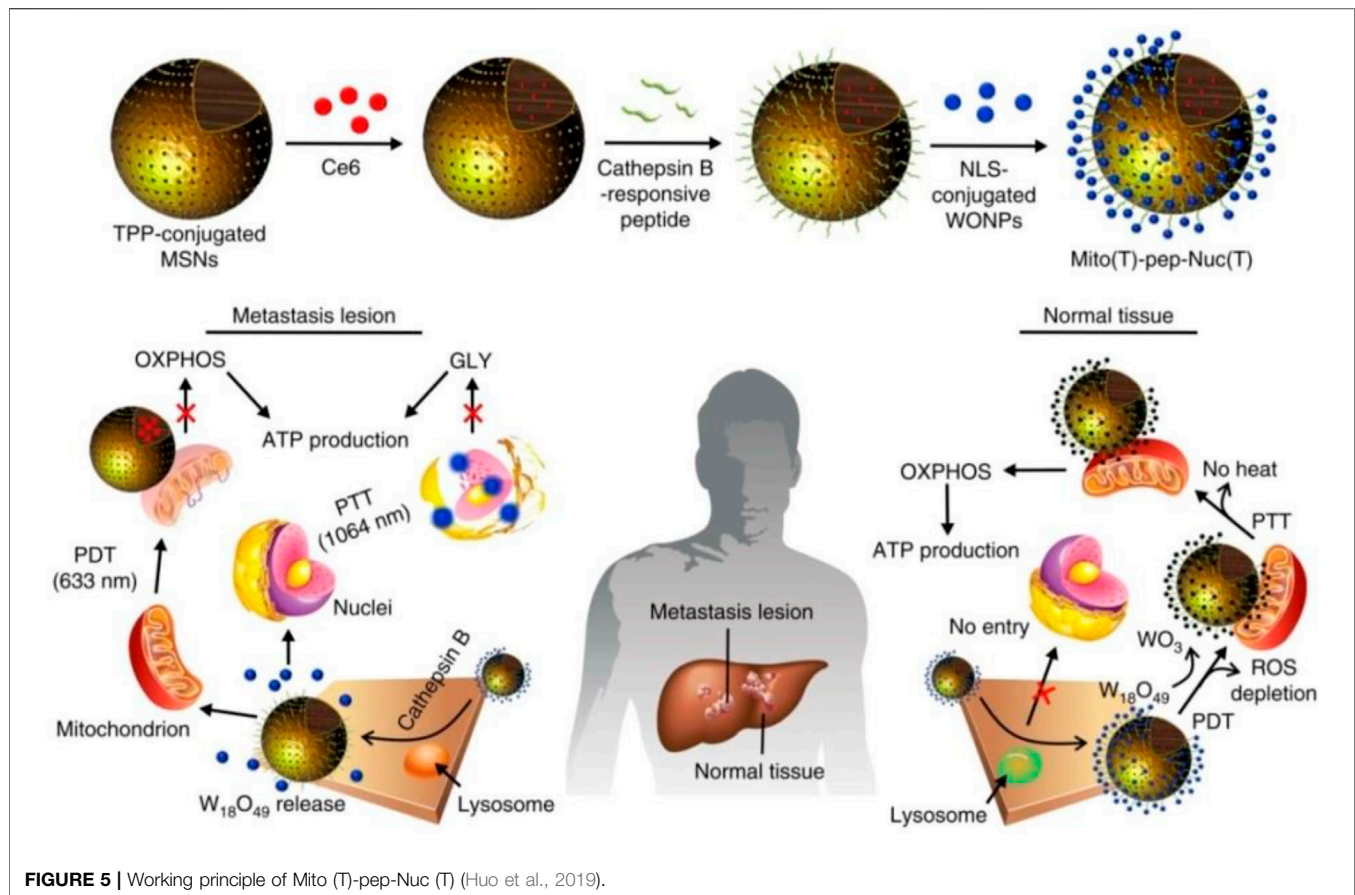 TPP-conjugated
MSNs
Ce6
Cathepsin B
-responsive
peptide
NLS-
conjugated
WONPs
Mito(T)-pep-Nuc(T)
Metastasis lesion
OXPHOS
GLY
ATP production
PTT
(1064 nm)
PDT
(633 nm)
Nuclei
Mitochondrion
Cathepsin B
W₁₈O₄₉ release
Lysosome
Metastasis lesion
Normal tissue
Normal tissue
OXPHOS
ATP production
No heat
PTT
No entry
WO₃
W₁₈O₄₉
ROS
depletion
PDT
Lysosome
FIGURE 5 | Working principle of Mito (T)-pep-Nuc (T) (Huo et al., 2019).